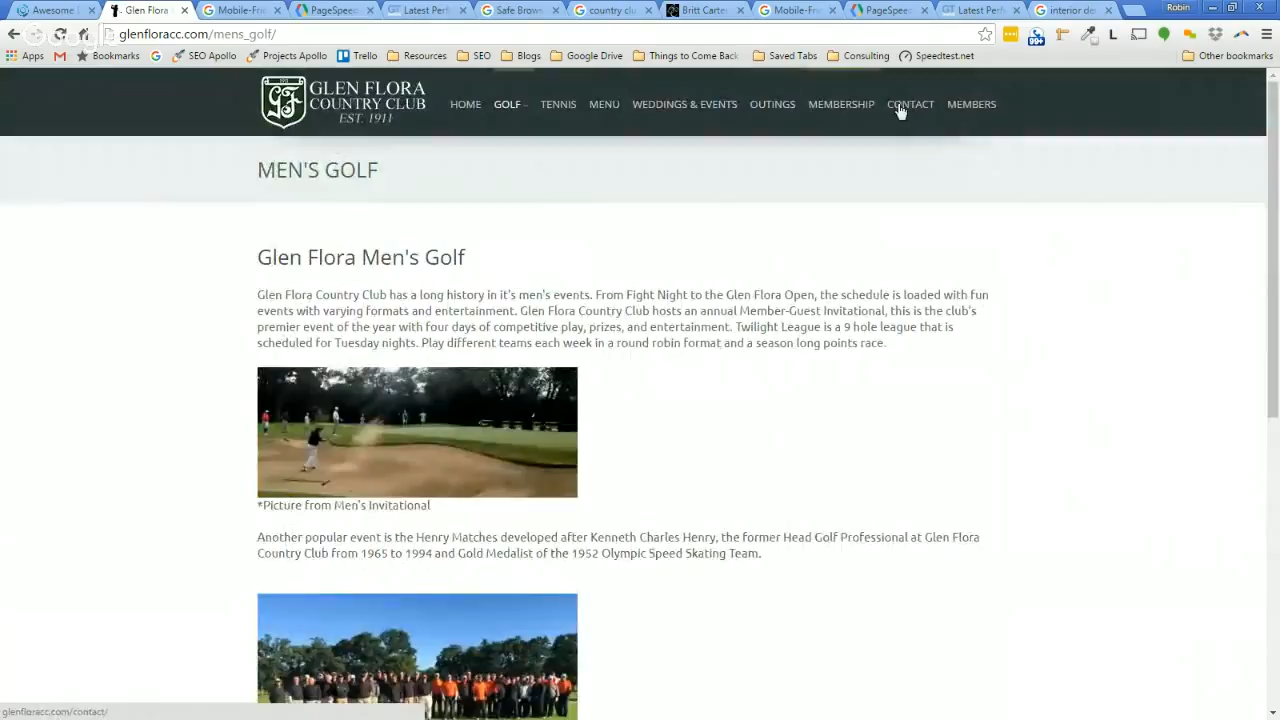 Awesome
Glen Flora
Mobile-Frie
PageSpeed
Latest Perfo
Safe Brows
country clu
Britt Carter
Mobile-Frie
PageSpeed
Latest Perfo
interior des
Robin
glenfloracc.com/mens_golf/
99+
Apps
Bookmarks
SEO Apollo
Projects Apollo
Trello
Resources
SEO
Blogs
Google Drive
Things to Come Back
Saved Tabs
Consulting
Speedtest.net
Other bookmarks
GLEN FLORA
COUNTRY CLUB
EST. 1911
HOME GOLF TENNIS MENU WEDDINGS & EVENTS OUTINGS MEMBERSHIP CONTACT MEMBERS
MEN'S GOLF
Glen Flora Men's Golf
Glen Flora Country Club has a long history in it's men's events. From Fight Night to the Glen Flora Open, the schedule is loaded with fun
events with varying formats and entertainment. Glen Flora Country Club hosts an annual Member-Guest Invitational, this is the club's
premier event of the year with four days of competitive play, prizes, and entertainment. Twilight League is a 9 hole league that is
scheduled for Tuesday nights. Play different teams each week in a round robin format and a season long points race.
*Picture from Men's Invitational
Another popular event is the Henry Matches developed after Kenneth Charles Henry, the former Head Golf Professional at Glen Flora
Country Club from 1965 to 1994 and Gold Medalist of the 1952 Olympic Speed Skating Team.
glenfloracc.com/contact/